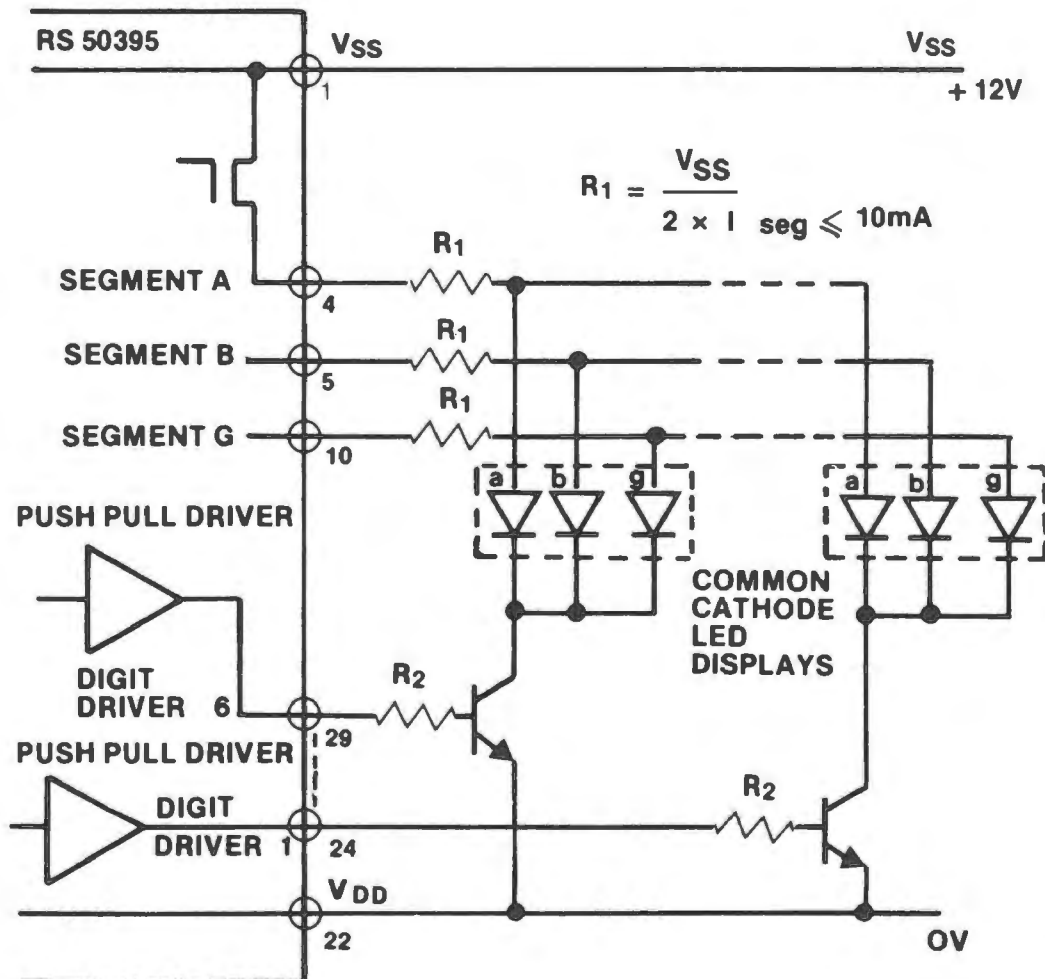 RS 50395
VSS
VSS
1
+ 12V
R1 = VSS / 2 × I seg ⩽ 10mA
R1
SEGMENT A
4
R1
SEGMENT B
5
R1
SEGMENT G
10
a b g
a b g
PUSH PULL DRIVER
COMMON
CATHODE
LED
DISPLAYS
DIGIT
DRIVER 6
29
R2
PUSH PULL DRIVER
DIGIT
DRIVER 1
24
R2
VDD
22
OV